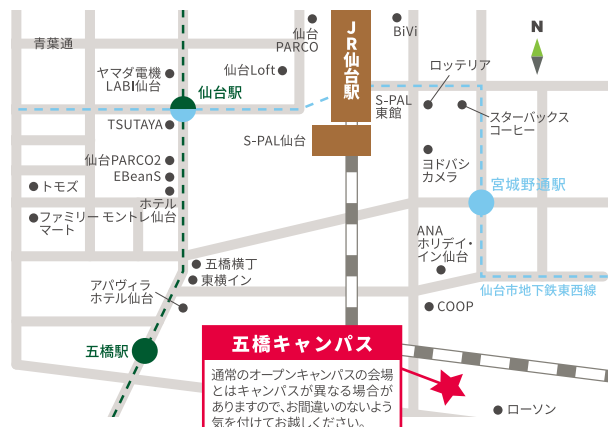 青葉通
仙台
PARCO
JR仙台駅
BiVi
N
ロッテリア
ヤマダ電機
LABI仙台
仙台Loft
仙台駅
S-PAL
東館
スターバックス
コーヒー
TSUTAYA
S-PAL仙台
仙台PARCO2
EBeanS
ヨドバシ
カメラ
トモズ
宮城野通駅
ホテル
モントレ仙台
ファミリー
マート
ANA
ホリデイ・
イン仙台
五橋横丁
東横イン
アパヴィラ
ホテル仙台
仙台市地下鉄東西線
COOP
五橋駅
五橋キャンパス
通常のオープンキャンパスの会場
とはキャンパスが異なる場合が
ありますので、お間違いのないよう
気を付けてお越しください。
ローソン